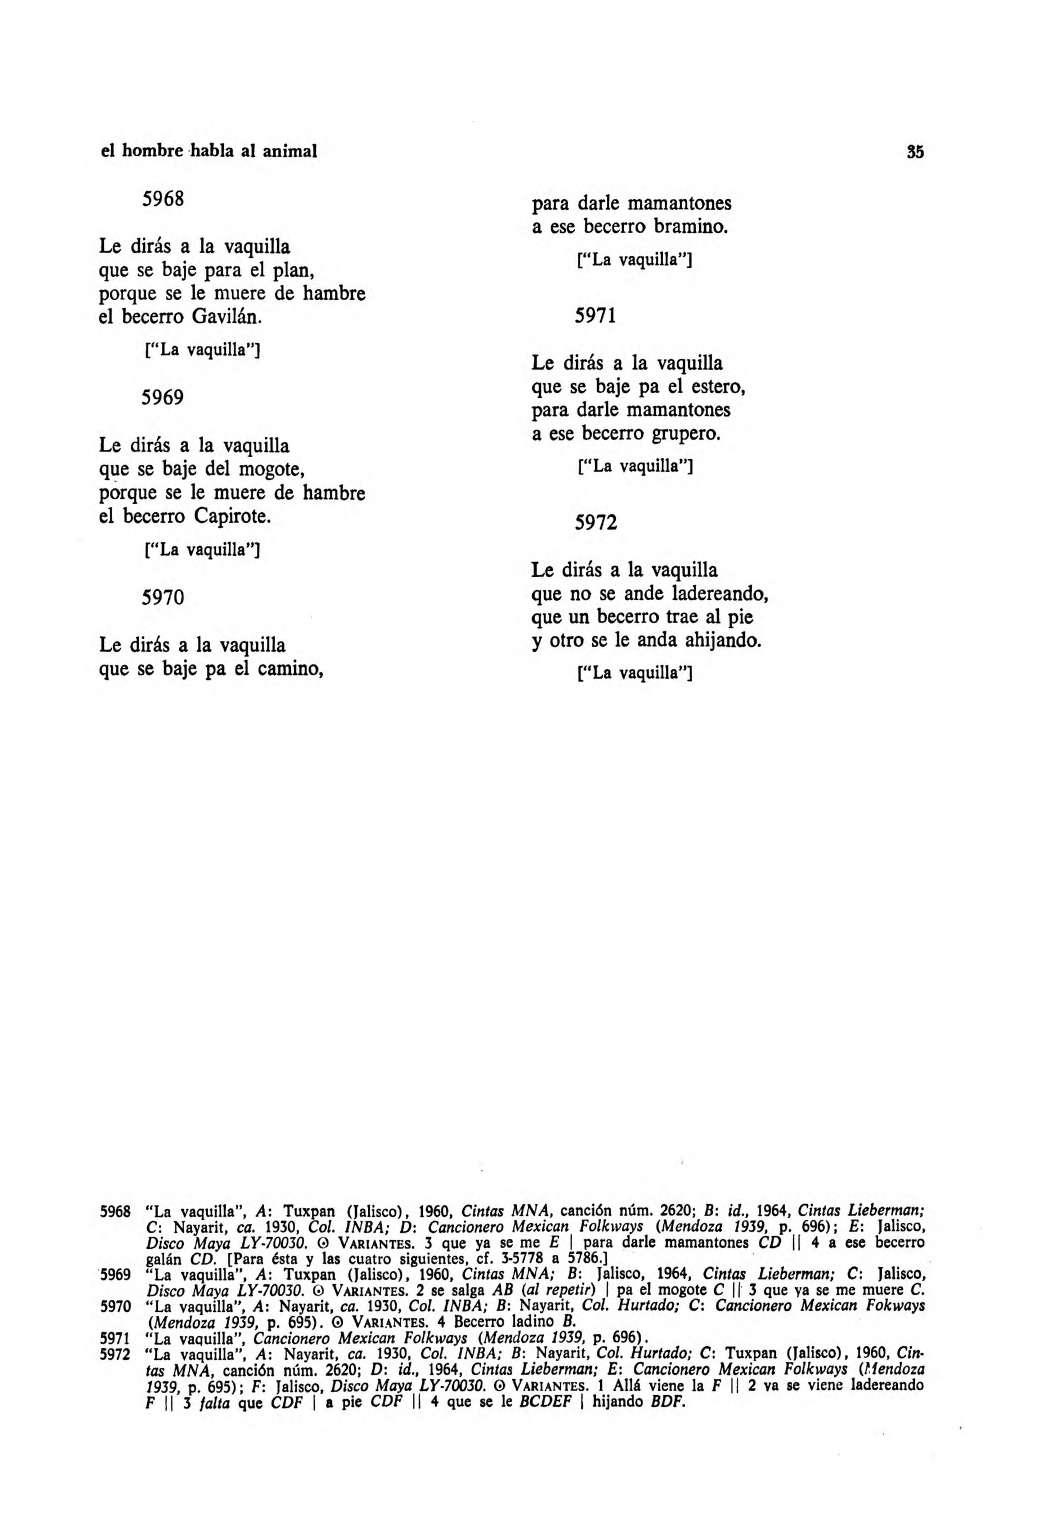 el hombre habla al animal
35
5968
Le dirás a la vaquilla
que se baje para el plan,
porque se le muere de hambre
el becerro Gavilán.
["La vaquilla"]
5969
Le dirás a la vaquilla
que se baje del mogote,
porque se le muere de hambre
el becerro Capirote.
["La vaquilla"]
5970
Le dirás a la vaquilla
que se baje pa el camino,
para darle mamantones
a ese becerro bramino.
["La vaquilla"]
5971
Le dirás a la vaquilla
que se baje pa el estero,
para darle mamantones
a ese becerro grupero.
["La vaquilla"]
5972
Le dirás a la vaquilla
que no se ande ladereando,
que un becerro trae al pie
y otro se le anda ahijando.
["La vaquilla"]
5968 "La vaquilla", A: Tuxpan (Jalisco), 1960, Cintas MNA, canción núm. 2620; B: id., 1964, Cintas Lieberman;
C: Nayarit, ca. 1930, Col. INBA; D: Cancionero Mexican Folkways (Mendoza 1939, p. 696); E: Jalisco,
Disco Maya LY-70030. ⊙ VARIANTES. 3 que ya se me E | para darle mamantones CD || 4 a ese becerro
galán CD. [Para ésta y las cuatro siguientes, cf. 3-5778 a 5786.]
5969 "La vaquilla", A: Tuxpan (Jalisco), 1960, Cintas MNA; B: Jalisco, 1964, Cintas Lieberman; C: Jalisco,
Disco Maya LY-70030. ⊙ VARIANTES. 2 se salga AB (al repetir) | pa el mogote C || 3 que ya se me muere C.
5970 "La vaquilla", A: Nayarit, ca. 1930, Col. INBA; B: Nayarit, Col. Hurtado; C: Cancionero Mexican Fokways
(Mendoza 1939, p. 695). ⊙ VARIANTES. 4 Becerro ladino B.
5971 "La vaquilla", Cancionero Mexican Folkways (Mendoza 1939, p. 696).
5972 "La vaquilla", A: Nayarit, ca. 1930, Col. INBA; B: Nayarit, Col. Hurtado; C: Tuxpan (Jalisco), 1960, Cin-
tas MNA, canción núm. 2620; D: id., 1964, Cintas Lieberman; E: Cancionero Mexican Folkways (Mendoza
1939, p. 695); F: Jalisco, Disco Maya LY-70030. ⊙ VARIANTES. 1 Allá viene la F || 2 ya se viene ladereando
F || 3 falta que CDF | a pie CDF || 4 que se le BCDEF | hijando BDF.